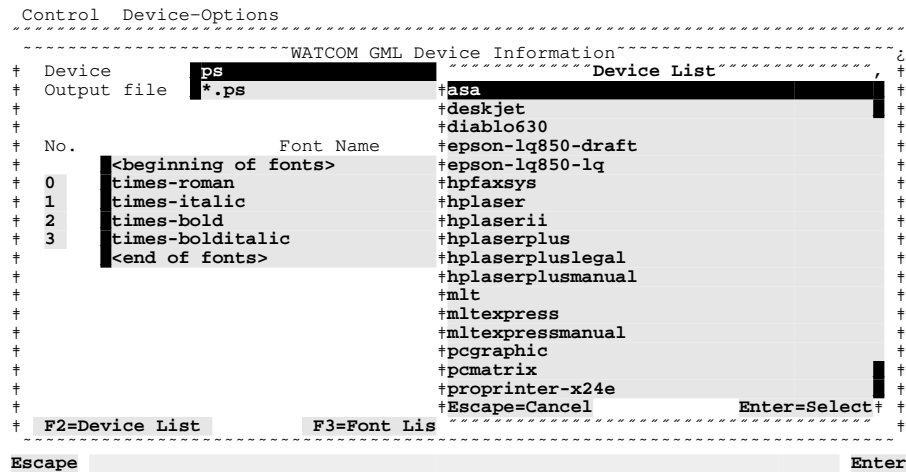 Control Device-Options
WATCOM GML Device Information
Device ps
Device List
Output file *.ps
asa
deskjet
diablo630
No. Font Name
epson-lq850-draft
<beginning of fonts>
epson-lq850-lq
0 times-roman
hpfaxsys
1 times-italic
hplaser
2 times-bold
hplaserii
3 times-bolditalic
hplaserplus
<end of fonts>
hplaserpluslegal
hplaserplusmanual
mlt
mltexpress
mltexpressmanual
pcgraphic
pcmatrix
proprinter-x24e
Escape=Cancel Enter=Select
F2=Device List F3=Font Lis
Escape Enter